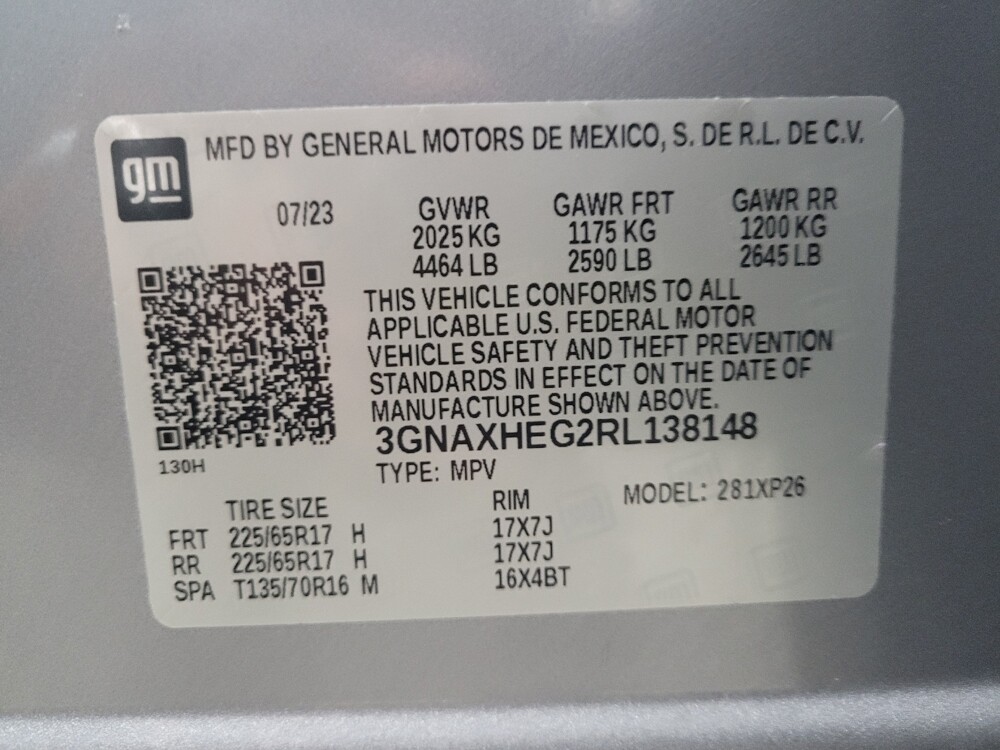 gm
MFD BY GENERAL MOTORS DE MEXICO, S. DE R.L. DE C.V.
07/23 GVWR GAWR FRT GAWR RR
2025 KG 1175 KG 1200 KG
4464 LB 2590 LB 2645 LB
THIS VEHICLE CONFORMS TO ALL
APPLICABLE U.S. FEDERAL MOTOR
VEHICLE SAFETY AND THEFT PREVENTION
STANDARDS IN EFFECT ON THE DATE OF
MANUFACTURE SHOWN ABOVE.
3GNAXHEG2RL138148
130H
TYPE: MPV
MODEL: 281XP26
TIRE SIZE RIM
FRT 225/65R17 H 17X7J
RR 225/65R17 H 17X7J
SPA T135/70R16 M 16X4BT